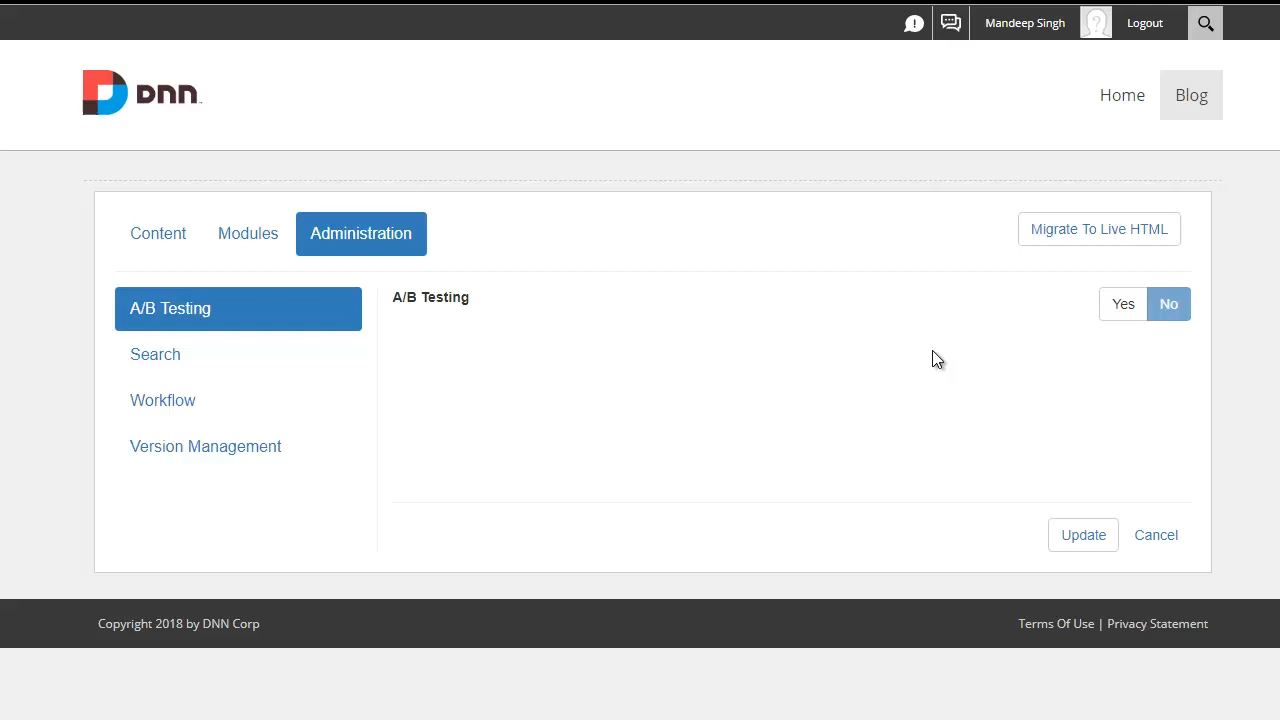 Mandeep Singh Logout
DNN
Home Blog
Content Modules Administration Migrate To Live HTML
A/B Testing
Search
Workflow
Version Management
A/B Testing Yes No
Update Cancel
Copyright 2018 by DNN Corp Terms Of Use | Privacy Statement